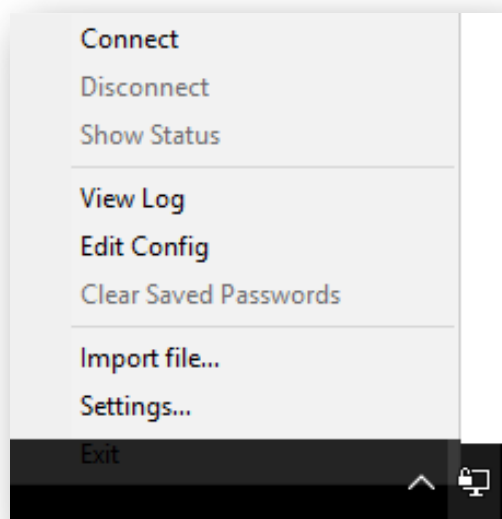 Connect
Disconnect
Show Status
View Log
Edit Config
Clear Saved Passwords
Import file...
Settings...
Exit